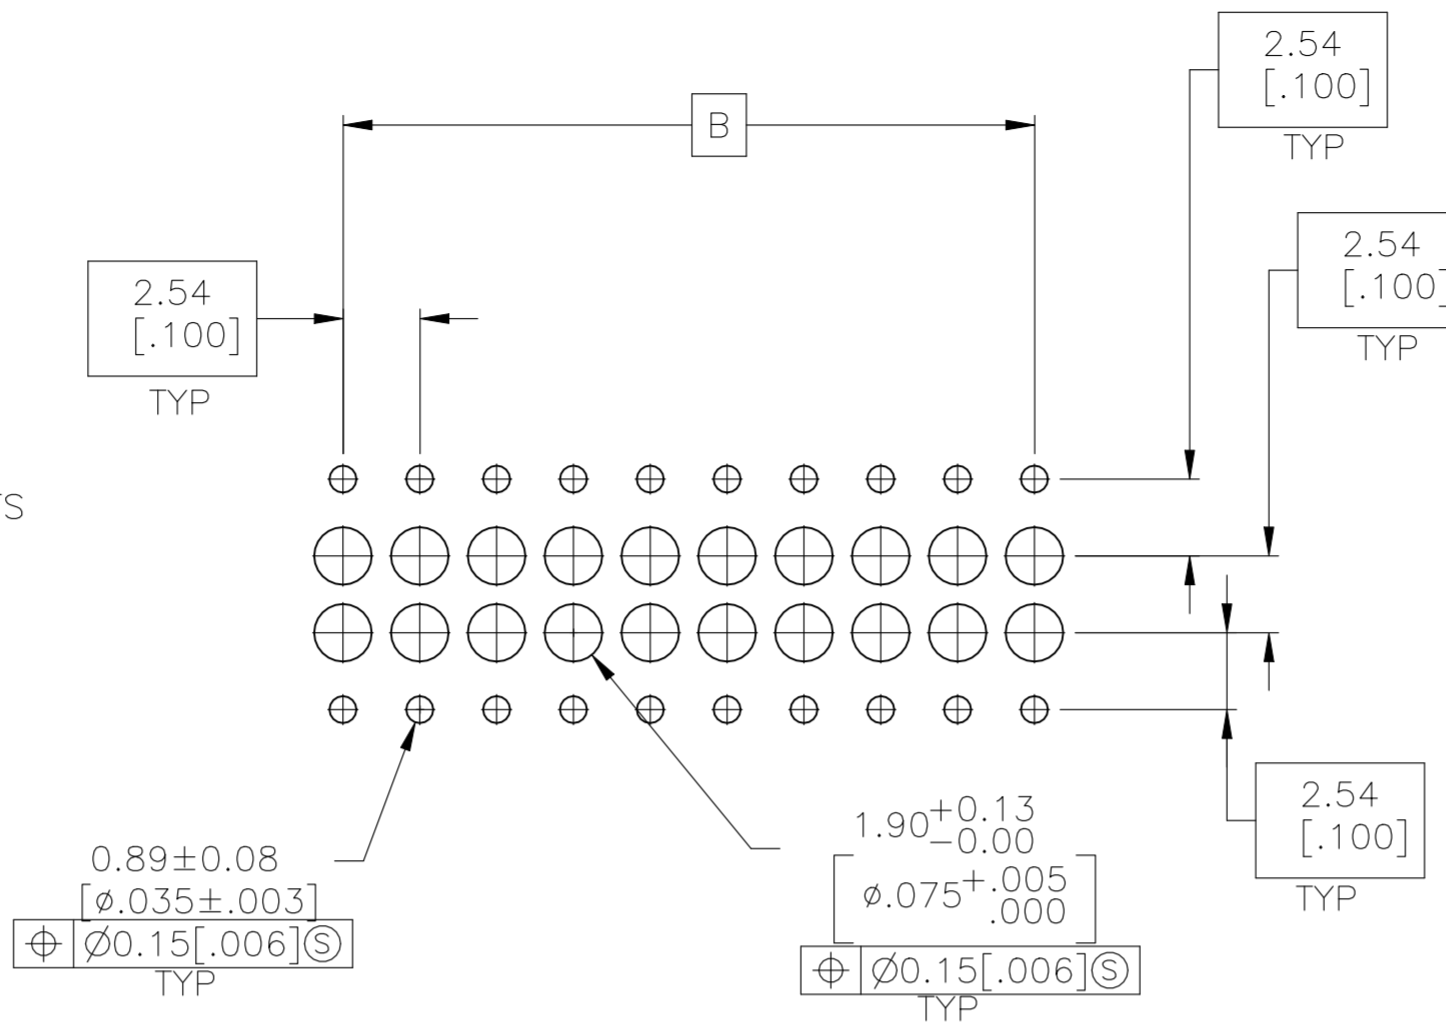 2.54
[.100]
TYP
B
2.54
[.100]
TYP
2.54
[.100]
TYP
TS
0.89±0.08
[ø.035±.003]
⌖ Ø0.15[.006]Ⓢ
TYP
1.90 +0.13
-0.00
[ø.075 +.005
.000]
⌖ Ø0.15[.006]Ⓢ
TYP
2.54
[.100]
TYP